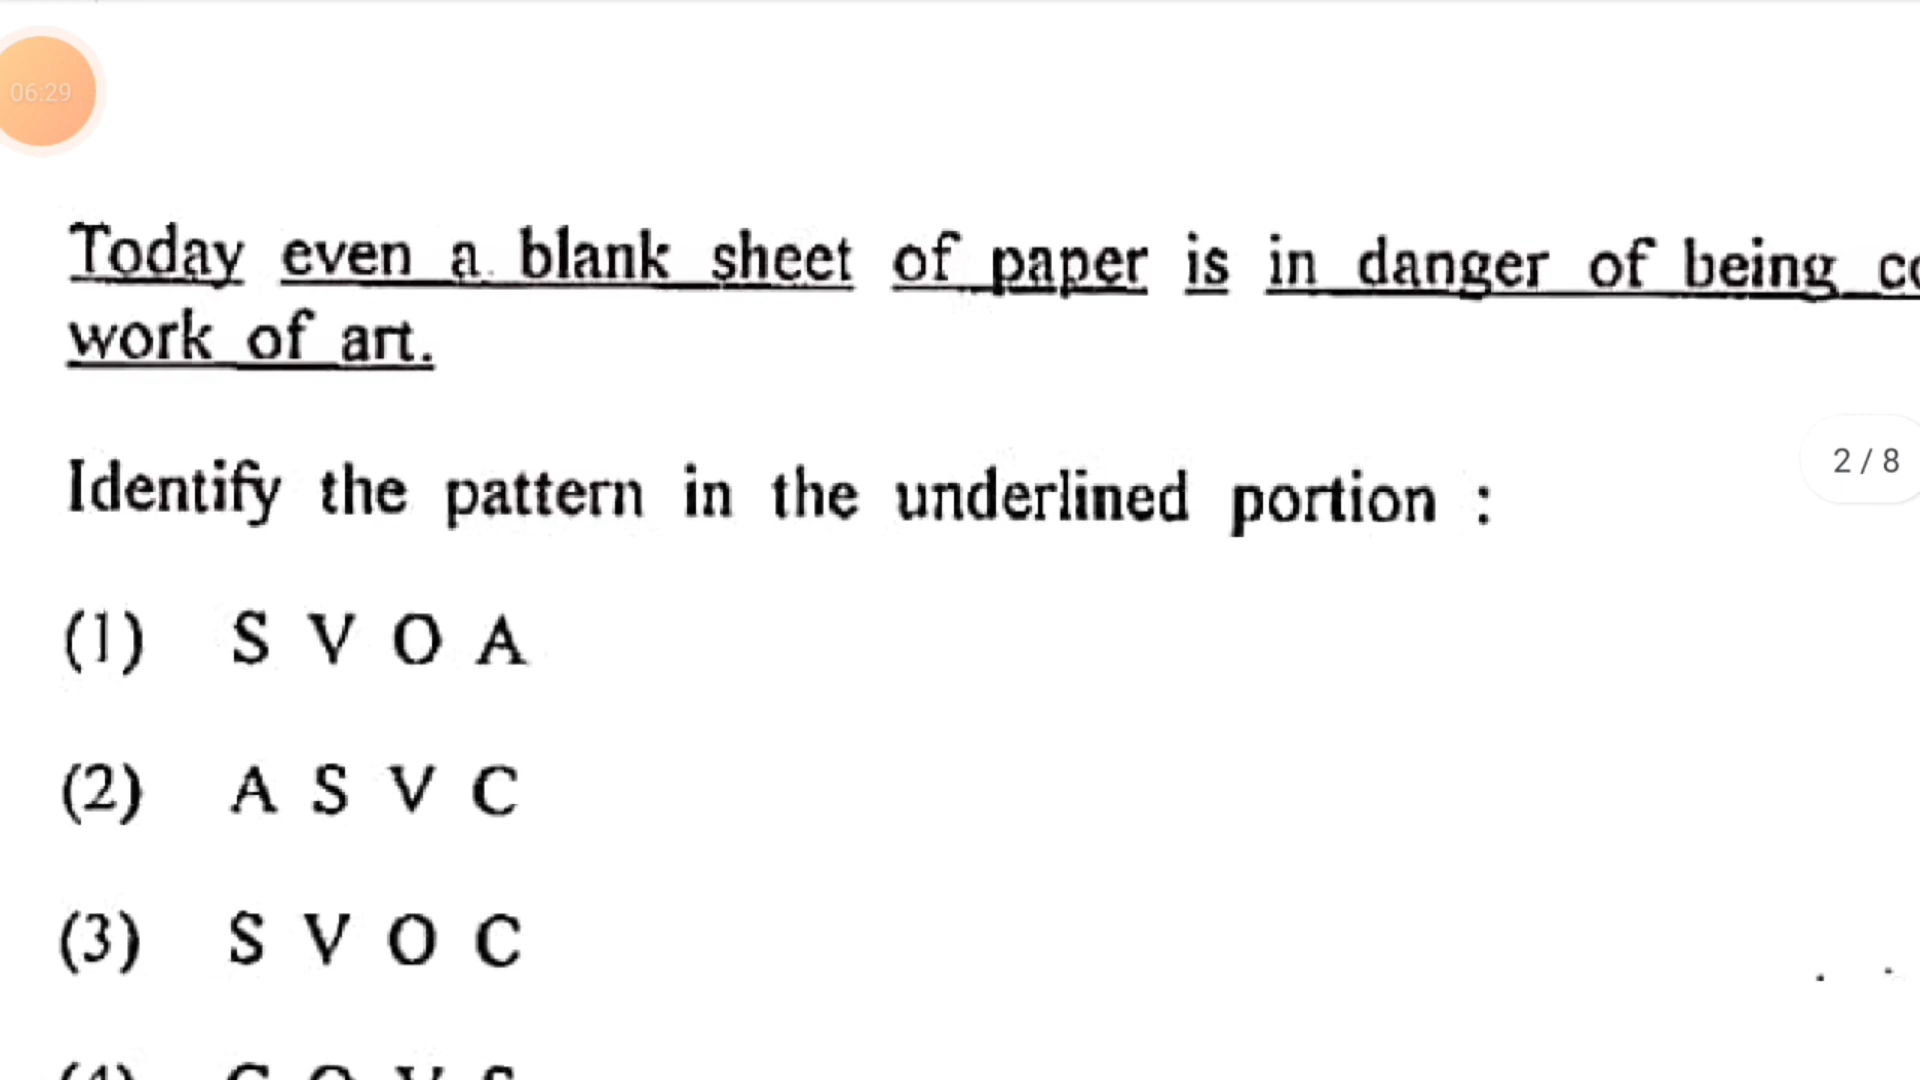 06:29
Today even a blank sheet of paper is in danger of being
work of art.
2 / 8
Identify the pattern in the underlined portion :
(1) S V O A
(2) A S V C
(3) S V O C